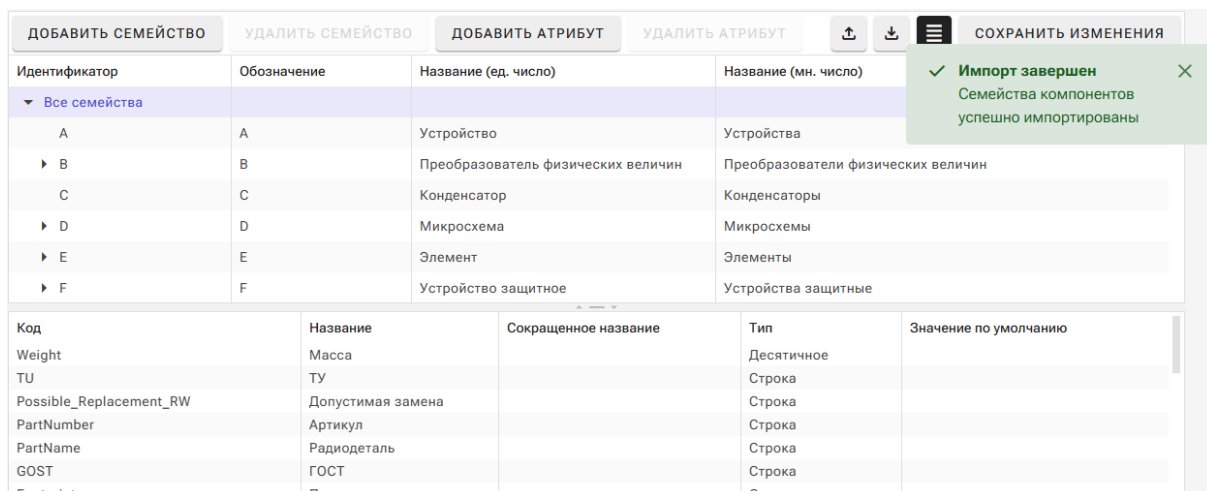 ДОБАВИТЬ СЕМЕЙСТВО УДАЛИТЬ СЕМЕЙСТВО ДОБАВИТЬ АТРИБУТ УДАЛИТЬ АТРИБУТ СОХРАНИТЬ ИЗМЕНЕНИЯ
Идентификатор Обозначение Название (ед. число) Название (мн. число)
Импорт завершен
Семейства компонентов
успешно импортированы
Все семейства
A A Устройство Устройства
B B Преобразователь физических величин Преобразователи физических величин
C C Конденсатор Конденсаторы
D D Микросхема Микросхемы
E E Элемент Элементы
F F Устройство защитное Устройства защитные
Код Название Сокращенное название Тип Значение по умолчанию
Weight Масса Десятичное
TU ТУ Строка
Possible_Replacement_RW Допустимая замена Строка
PartNumber Артикул Строка
PartName Радиодеталь Строка
GOST ГОСТ Строка